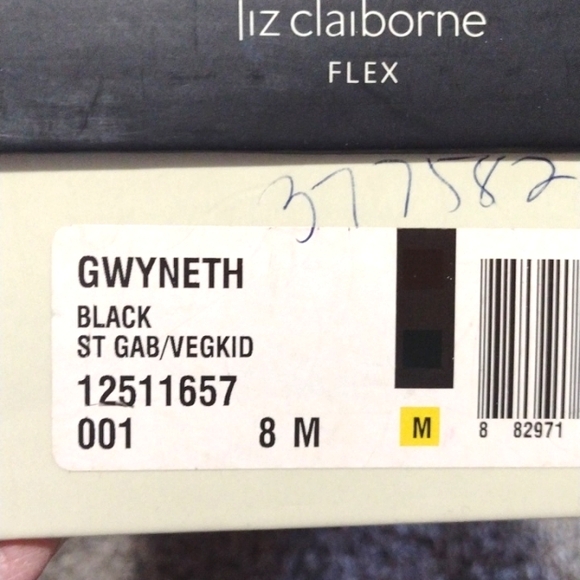 liz claiborne
FLEX
377582
GWYNETH
BLACK
ST GAB/VEGKID
12511657
001 8 M M
8 82971